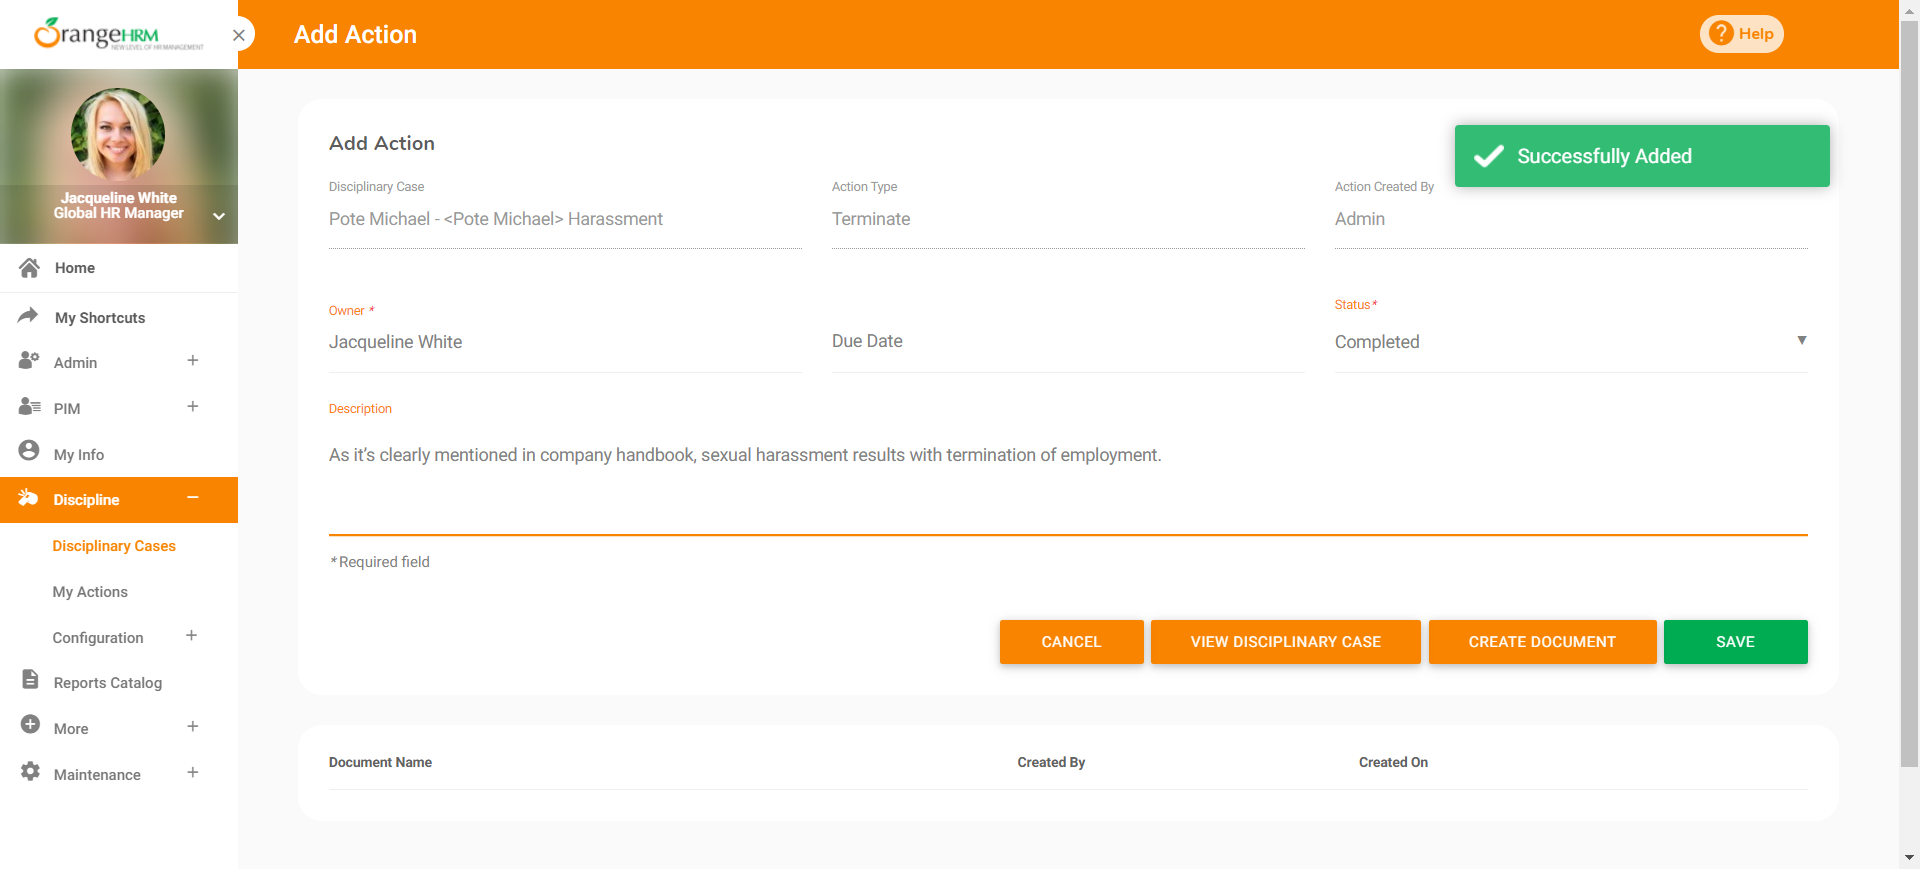 OrangeHRM
NEW LEVEL OF HR MANAGEMENT
Add Action
? Help
Jacqueline White
Global HR Manager
Home
My Shortcuts
Admin
PIM
My Info
Discipline
Disciplinary Cases
My Actions
Configuration
Reports Catalog
More
Maintenance
Add Action
Successfully Added
Disciplinary Case
Action Type
Action Created By
Pote Michael - <Pote Michael> Harassment
Terminate
Admin
Owner *
Status*
Jacqueline White
Due Date
Completed
Description
As it’s clearly mentioned in company handbook, sexual harassment results with termination of employment.
* Required field
CANCEL
VIEW DISCIPLINARY CASE
CREATE DOCUMENT
SAVE
Document Name
Created By
Created On